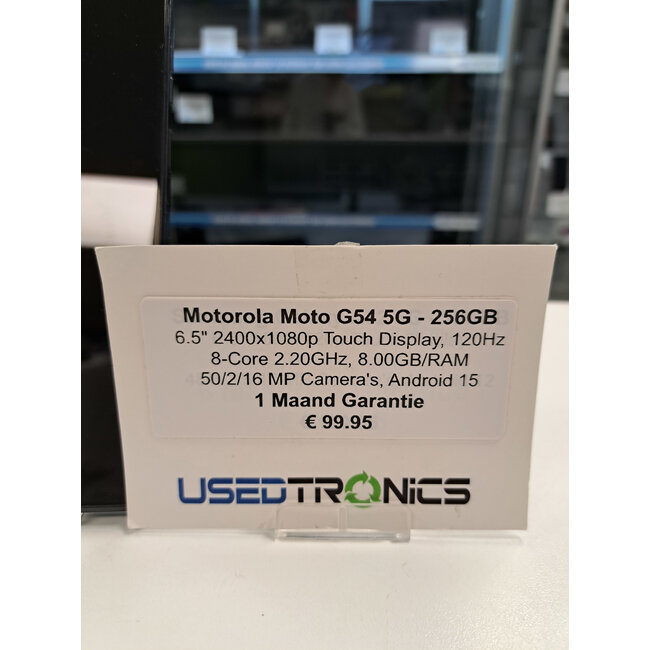 Motorola Moto G54 5G - 256GB
6.5" 2400x1080p Touch Display, 120Hz
8-Core 2.20GHz, 8.00GB/RAM
50/2/16 MP Camera's, Android 15
1 Maand Garantie
€ 99.95
USEDTRONiCS